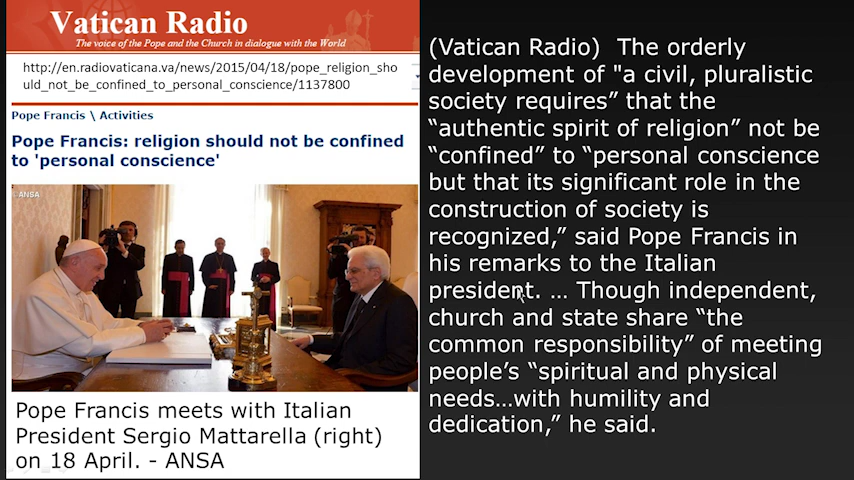 Vatican Radio
The voice of the Pope and the Church in dialogue with the World
http://en.radiovaticana.va/news/2015/04/18/pope_religion_sho
uld_not_be_confined_to_personal_conscience/1137800
Pope Francis \ Activities
Pope Francis: religion should not be confined
to 'personal conscience'
©ANSA
Pope Francis meets with Italian
President Sergio Mattarella (right)
on 18 April. - ANSA
(Vatican Radio)  The orderly
development of "a civil, pluralistic
society requires” that the
“authentic spirit of religion” not be
“confined” to “personal conscience
but that its significant role in the
construction of society is
recognized,” said Pope Francis in
his remarks to the Italian
president. … Though independent,
church and state share “the
common responsibility” of meeting
people’s “spiritual and physical
needs…with humility and
dedication,” he said.